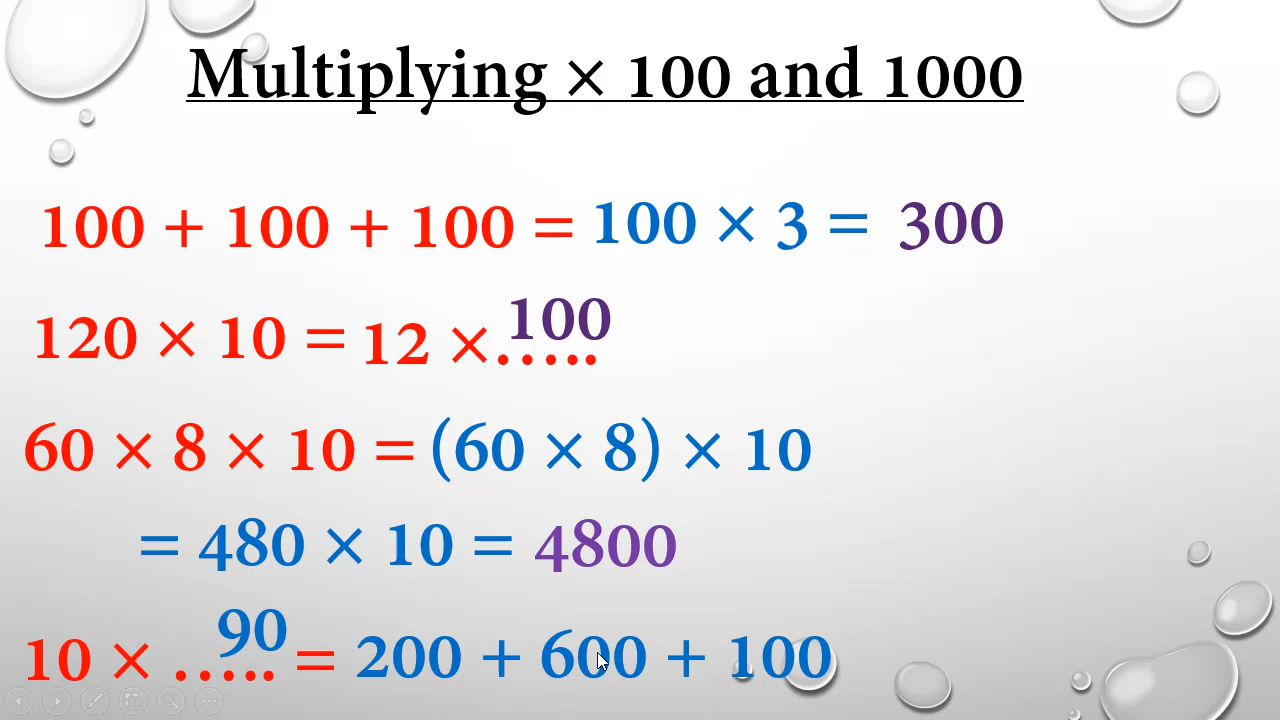 Multiplying × 100 and 1000
100 + 100 + 100 = 100 × 3 = 300
120 × 10 = 12 ×..... 100
60 × 8 × 10 = (60 × 8) × 10
= 480 × 10 = 4800
10 × ..... 90 = 200 + 600 + 100